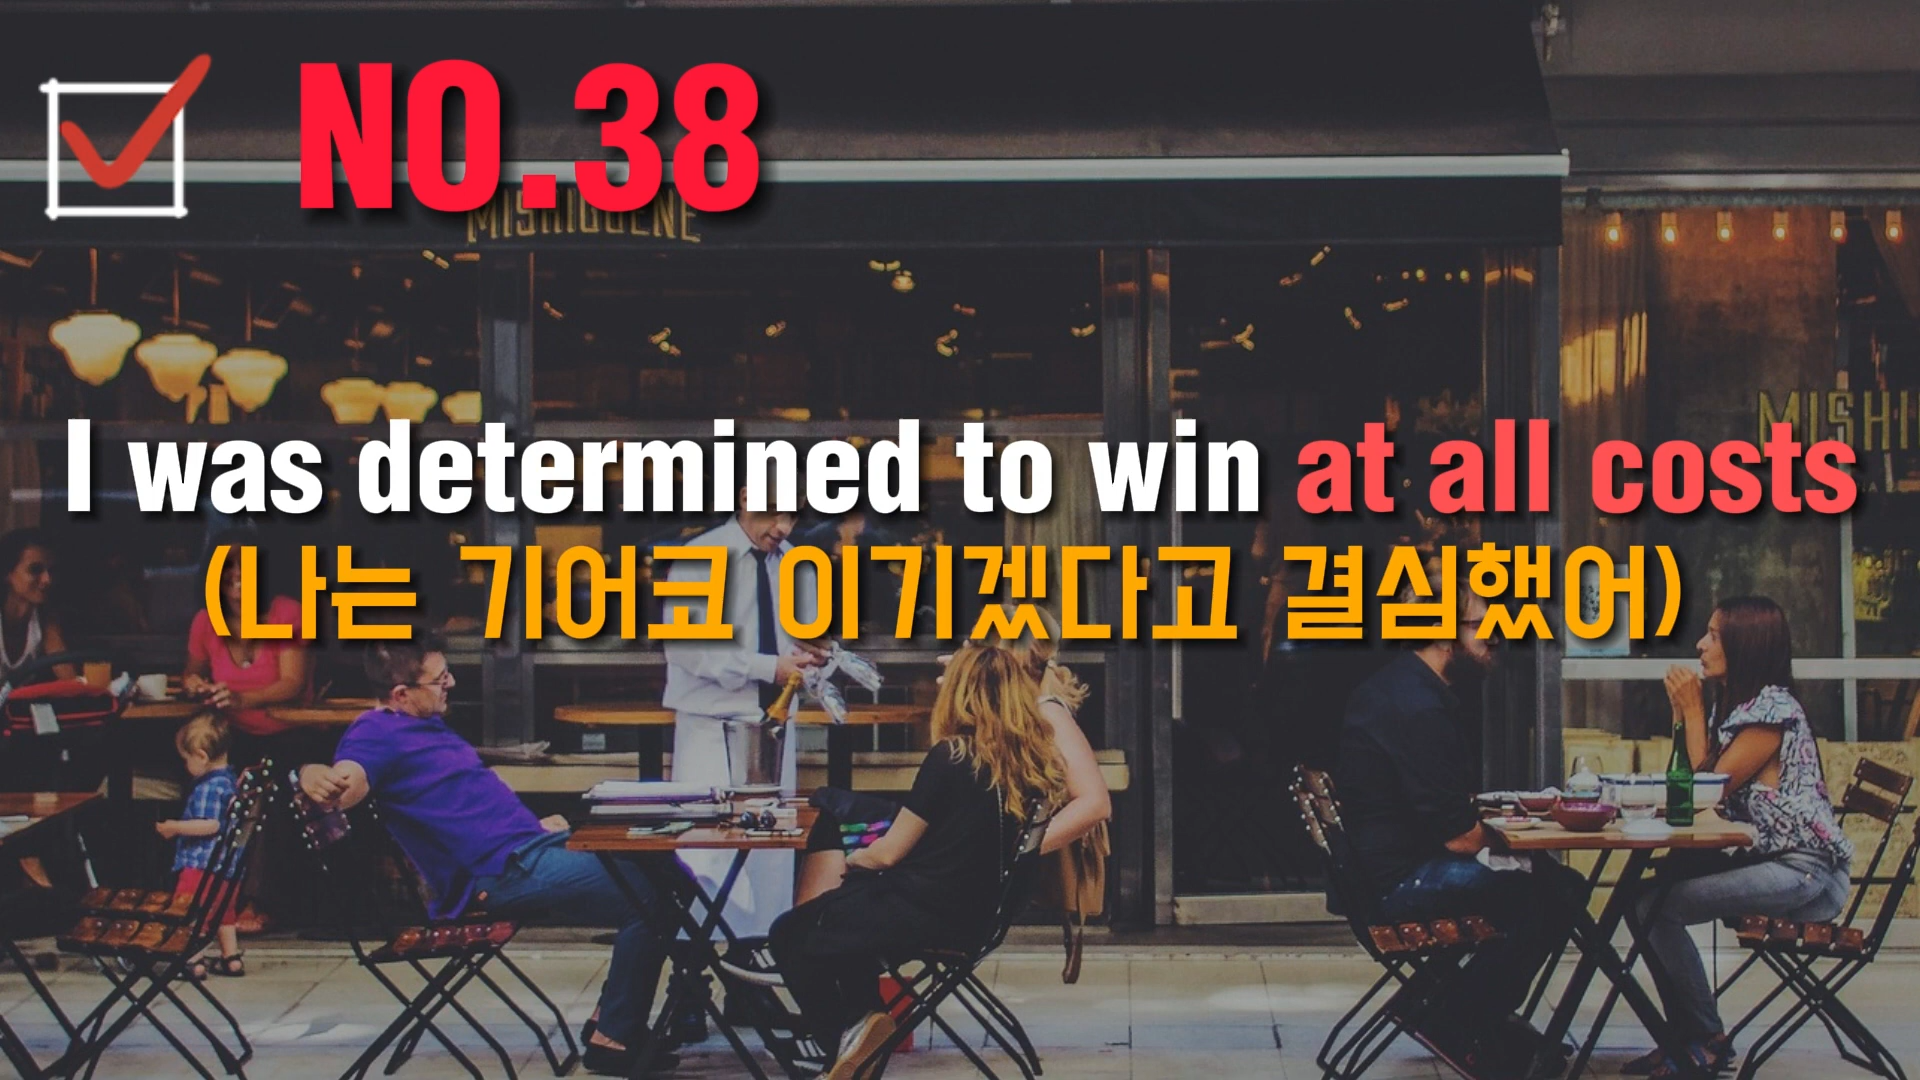 NO.38
MISHIGUENE
I was determined to win at all costs
(나는 기어코 이기겠다고 결심했어)
MISHI